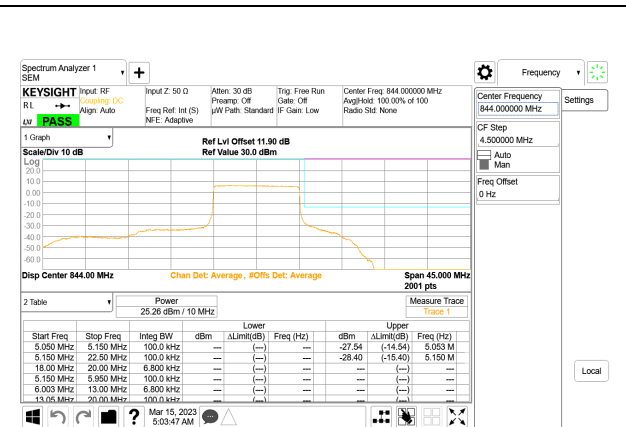 Spectrum Analyzer 1
SEM
Frequency
KEYSIGHT
RL
LXI PASS
Input: RF
Coupling: DC
Align: Auto
Input Z: 50 Ω
Freq Ref: Int (S)
NFE: Adaptive
Atten: 30 dB
Preamp: Off
µW Path: Standard
Trig: Free Run
Gate: Off
IF Gain: Low
Center Freq: 844.000000 MHz
Avg|Hold: 100.00% of 100
Radio Std: None
Center Frequency
844.000000 MHz
Settings
CF Step
4.500000 MHz
Auto
Man
Freq Offset
0 Hz
Local
1 Graph
Scale/Div 10 dB
Ref Lvl Offset 11.90 dB
Ref Value 30.0 dBm
Log
20.0
10.0
0.00
-10.0
-20.0
-30.0
-40.0
-50.0
-60.0
Disp Center 844.00 MHz
Chan Det: Average, #Offs Det: Average
Span 45.000 MHz
2001 pts
2 Table
Power
25.26 dBm / 10 MHz
Measure Trace
Trace 1
Lower Upper
Start Freq Stop Freq Integ BW dBm ΔLimit(dB) Freq (Hz) dBm ΔLimit(dB) Freq (Hz)
5.050 MHz 5.150 MHz 100.0 kHz --- (---) --- -27.54 (-14.54) 5.053 M
5.150 MHz 22.50 MHz 100.0 kHz --- (---) --- -28.40 (-15.40) 5.150 M
18.00 MHz 20.00 MHz 6.800 kHz --- (---) --- --- (---) ---
5.150 MHz 5.950 MHz 100.0 kHz --- (---) --- --- (---) ---
6.003 MHz 13.00 MHz 6.800 kHz --- (---) --- --- (---) ---
13.05 MHz 20.00 MHz 100.0 kHz --- (---) --- --- (---) ---
?
Mar 15, 2023
5:03:47 AM